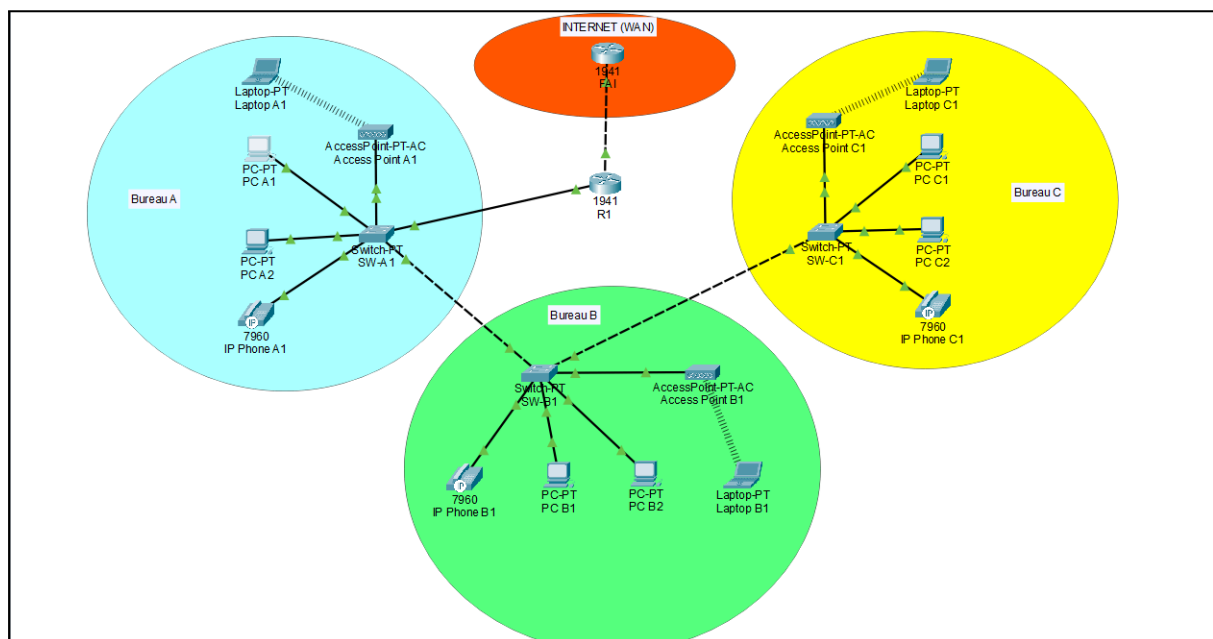 INTERNET (WAN)
1941
FAI
1941
R1
Bureau A
Laptop-PT
Laptop A1
AccessPoint-PT-AC
Access Point A1
PC-PT
PC A1
PC-PT
PC A2
Switch-PT
SW-A1
7960
IP Phone A1
IP
Bureau B
Switch-PT
SW-B1
AccessPoint-PT-AC
Access Point B1
7960
IP Phone B1
IP
PC-PT
PC B1
PC-PT
PC B2
Laptop-PT
Laptop B1
Bureau C
Laptop-PT
Laptop C1
AccessPoint-PT-AC
Access Point C1
PC-PT
PC C1
Switch-PT
SW-C1
PC-PT
PC C2
7960
IP Phone C1
IP